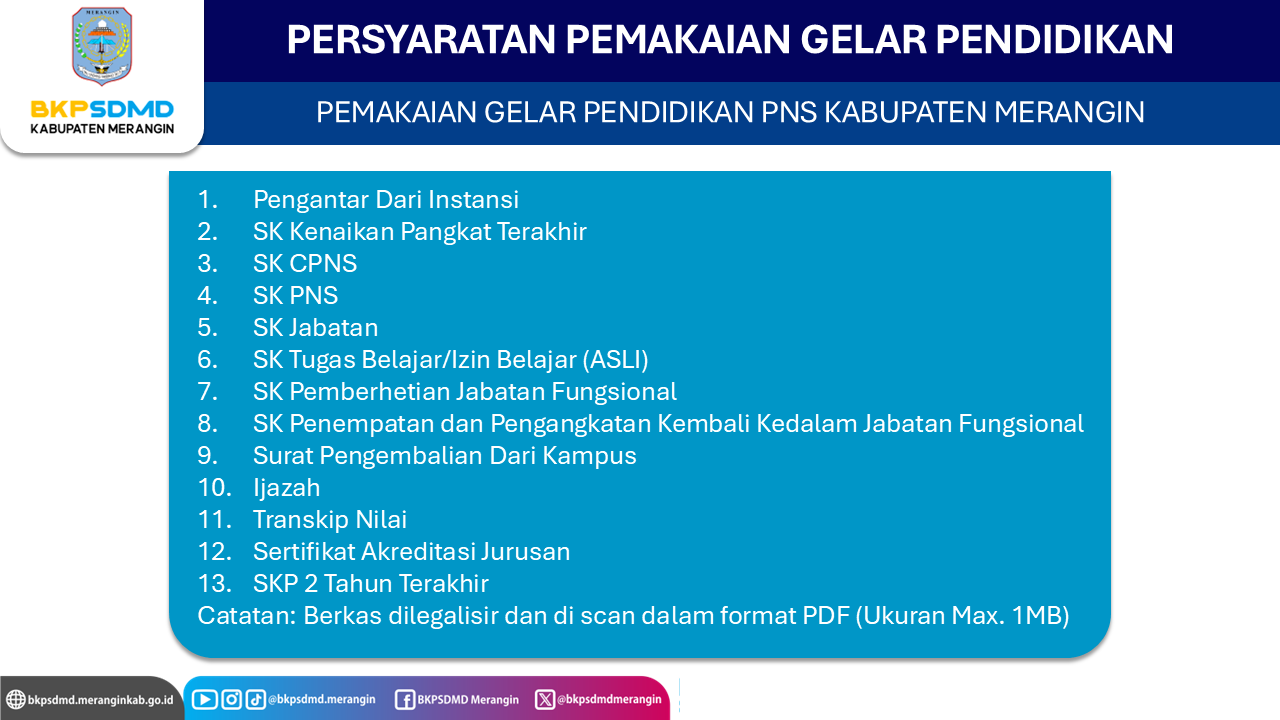 MERANGIN
BKPSDMD
KABUPATEN MERANGIN
PERSYARATAN PEMAKAIAN GELAR PENDIDIKAN
PEMAKAIAN GELAR PENDIDIKAN PNS KABUPATEN MERANGIN
1. Pengantar Dari Instansi
2. SK Kenaikan Pangkat Terakhir
3. SK CPNS
4. SK PNS
5. SK Jabatan
6. SK Tugas Belajar/Izin Belajar (ASLI)
7. SK Pemberhetian Jabatan Fungsional
8. SK Penempatan dan Pengangkatan Kembali Kedalam Jabatan Fungsional
9. Surat Pengembalian Dari Kampus
10. Ijazah
11. Transkip Nilai
12. Sertifikat Akreditasi Jurusan
13. SKP 2 Tahun Terakhir
Catatan: Berkas dilegalisir dan di scan dalam format PDF (Ukuran Max. 1MB)
bkpsdmd.meranginkab.go.id
@bkpsdmd.merangin
BKPSDMD Merangin
@bkpsdmdmerangin